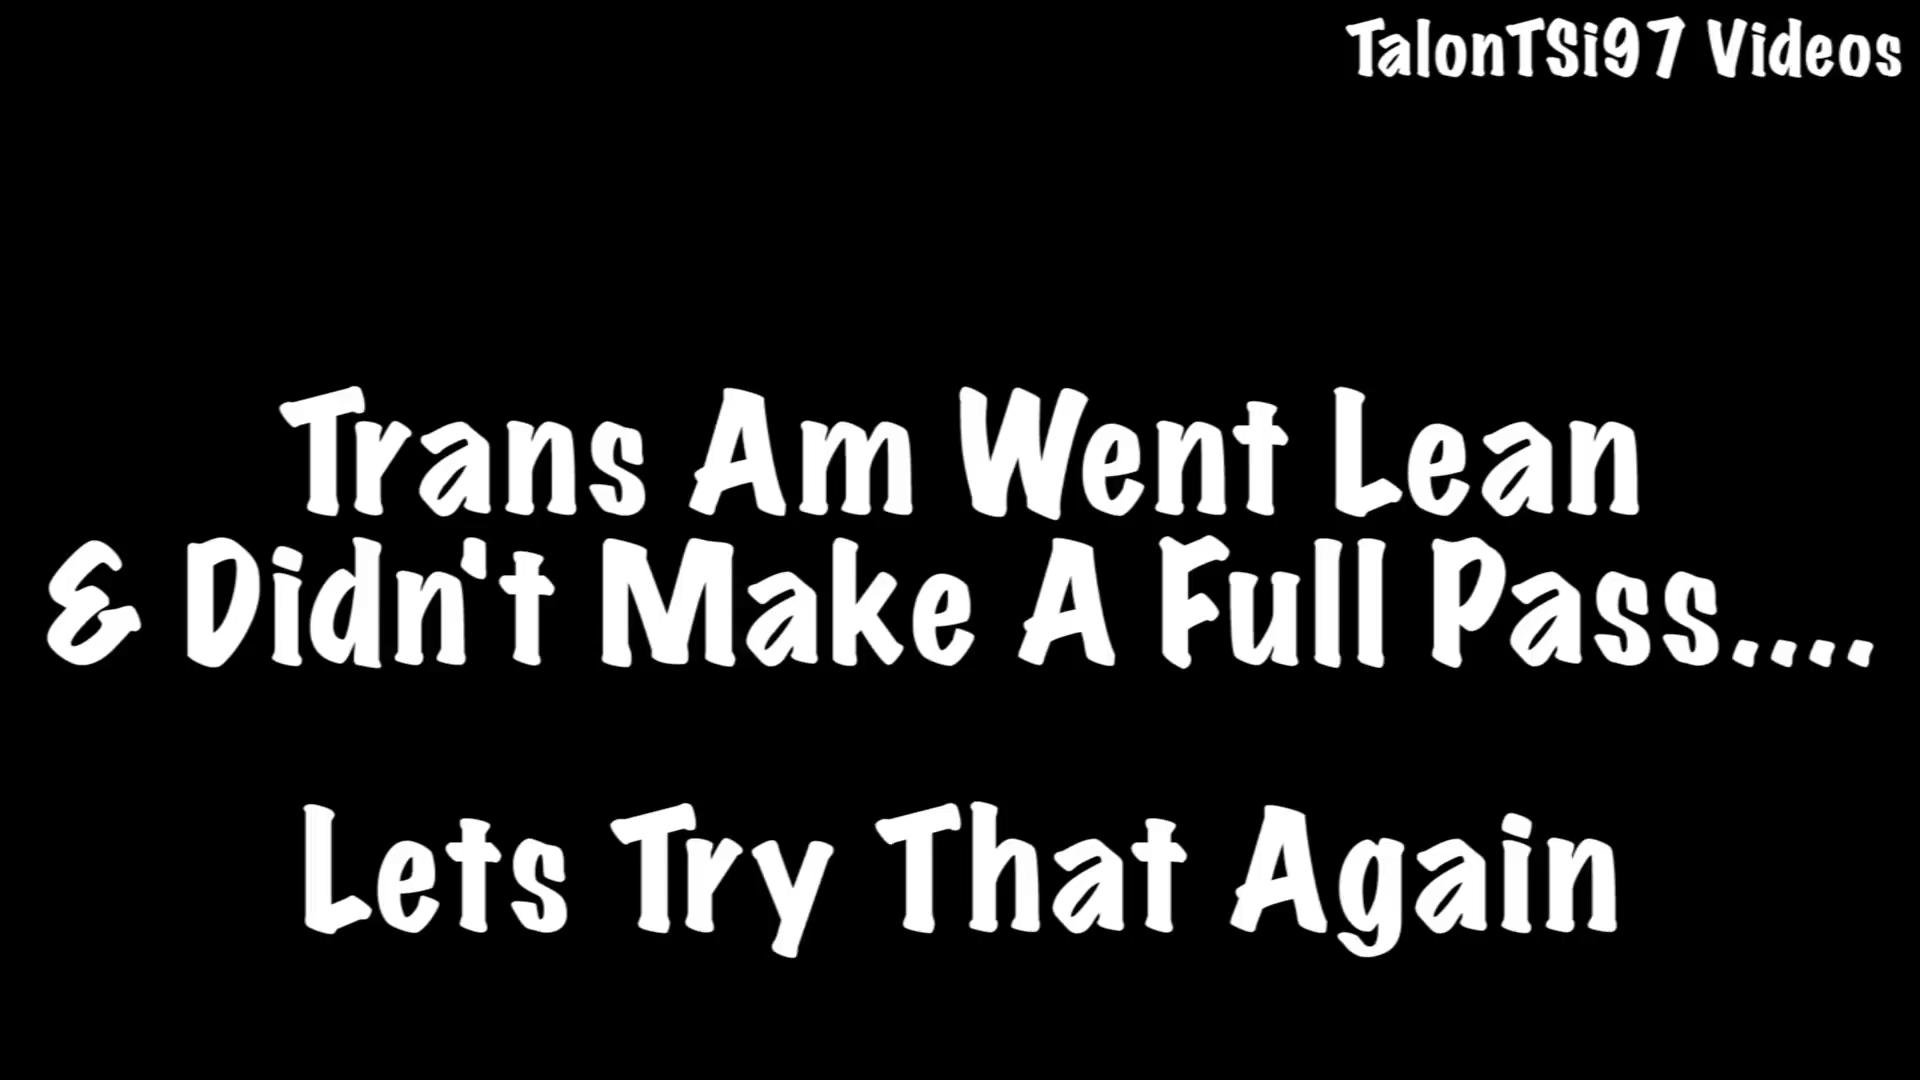 TalonTSi97 Videos
Trans Am Went Lean
& Didn't Make A Full Pass....
Lets Try That Again